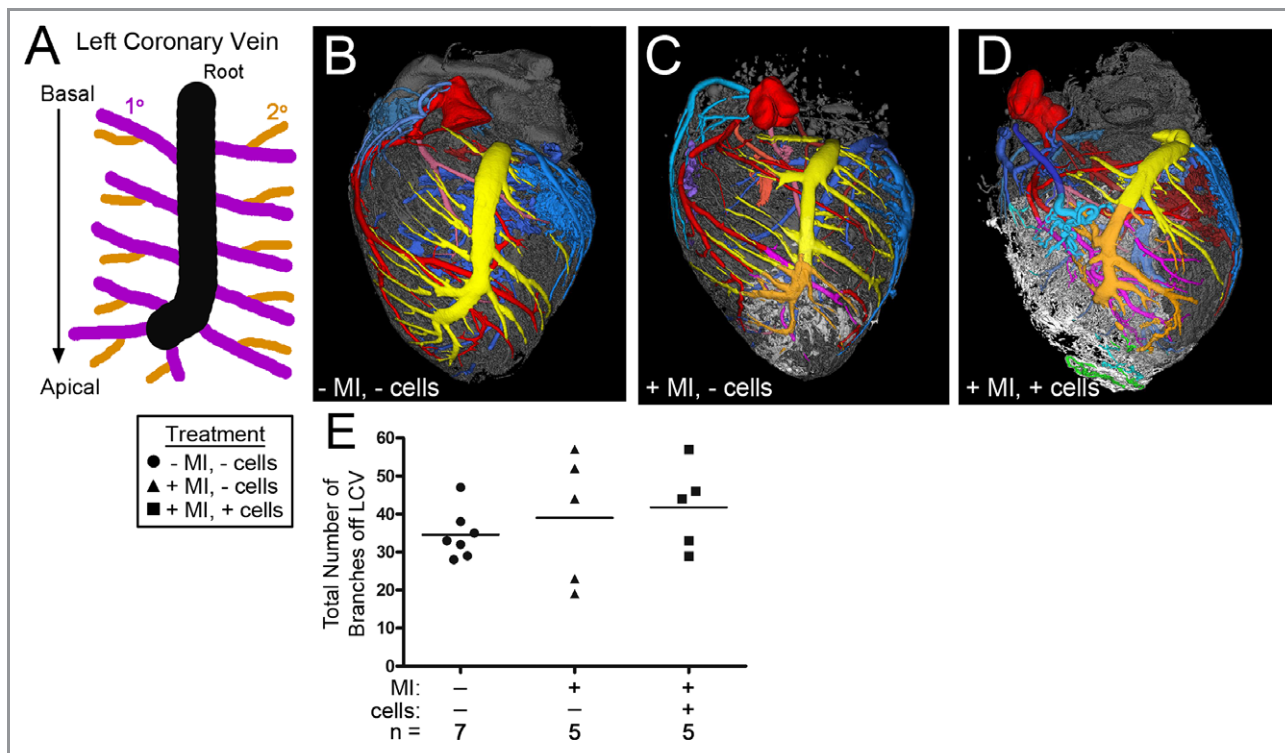 A
Left Coronary Vein
Root
Basal
1°
2°
Apical
B
- MI, - cells
C
+ MI, - cells
D
+ MI, + cells
Treatment
- MI, - cells
+ MI, - cells
+ MI, + cells
E
Total Number of
Branches off LCV
60
50
40
30
20
10
0
MI: – + +
cells: – – +
n = 7 5 5